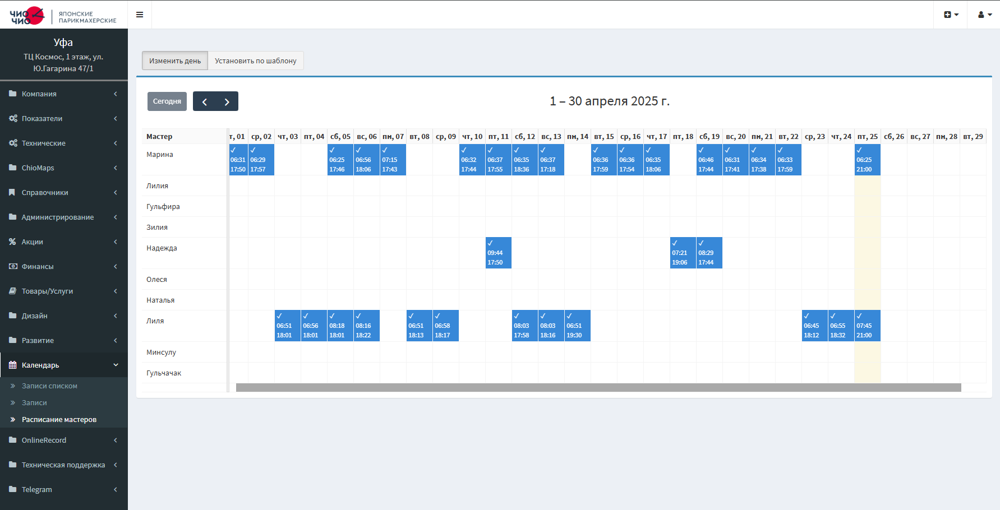 ЧИО
ЧИО
ЯПОНСКИЕ
ПАРИКМАХЕРСКИЕ
Уфа
ТЦ Космос, 1 этаж, ул.
Ю.Гагарина 47/1
Компания
Показатели
Технические
ChioMaps
Справочники
Администрирование
Акции
Финансы
Товары/Услуги
Дизайн
Развитие
Календарь
Записи списком
Записи
Расписание мастеров
OnlineRecord
Техническая поддержка
Telegram
Изменить день Установить по шаблону
Сегодня
1 – 30 апреля 2025 г.
Мастер т, 01 ср, 02 чт, 03 пт, 04 сб, 05 вс, 06 пн, 07 вт, 08 ср, 09 чт, 10 пт, 11 сб, 12 вс, 13 пн, 14 вт, 15 ср, 16 чт, 17 пт, 18 сб, 19 вс, 20 пн, 21 вт, 22 ср, 23 чт, 24 пт, 25 сб, 26 вс, 27 пн, 28 вт, 29
Марина
✓ ✓ ✓ ✓ ✓ ✓ ✓ ✓ ✓ ✓ ✓ ✓ ✓ ✓ ✓ ✓ ✓
06:31 06:29 06:25 06:56 07:15 06:32 06:37 06:35 06:37 06:36 06:36 06:35 06:46 06:31 06:34 06:33 06:25
17:50 17:57 17:46 18:06 17:43 17:44 17:55 18:36 17:18 17:59 17:54 18:06 17:44 17:41 17:38 17:59 21:00
Лилия
Гульфира
Зилия
Надежда
✓ ✓ ✓
09:44 07:21 08:29
17:50 19:06 17:44
Олеся
Наталья
Лиля
✓ ✓ ✓ ✓ ✓ ✓ ✓ ✓ ✓ ✓ ✓ ✓
06:51 06:56 08:18 08:16 06:51 06:58 08:03 08:03 06:51 06:45 06:55 07:45
18:01 18:01 18:01 18:22 18:13 18:17 17:58 18:16 19:30 18:12 18:32 21:00
Минсулу
Гульчачак